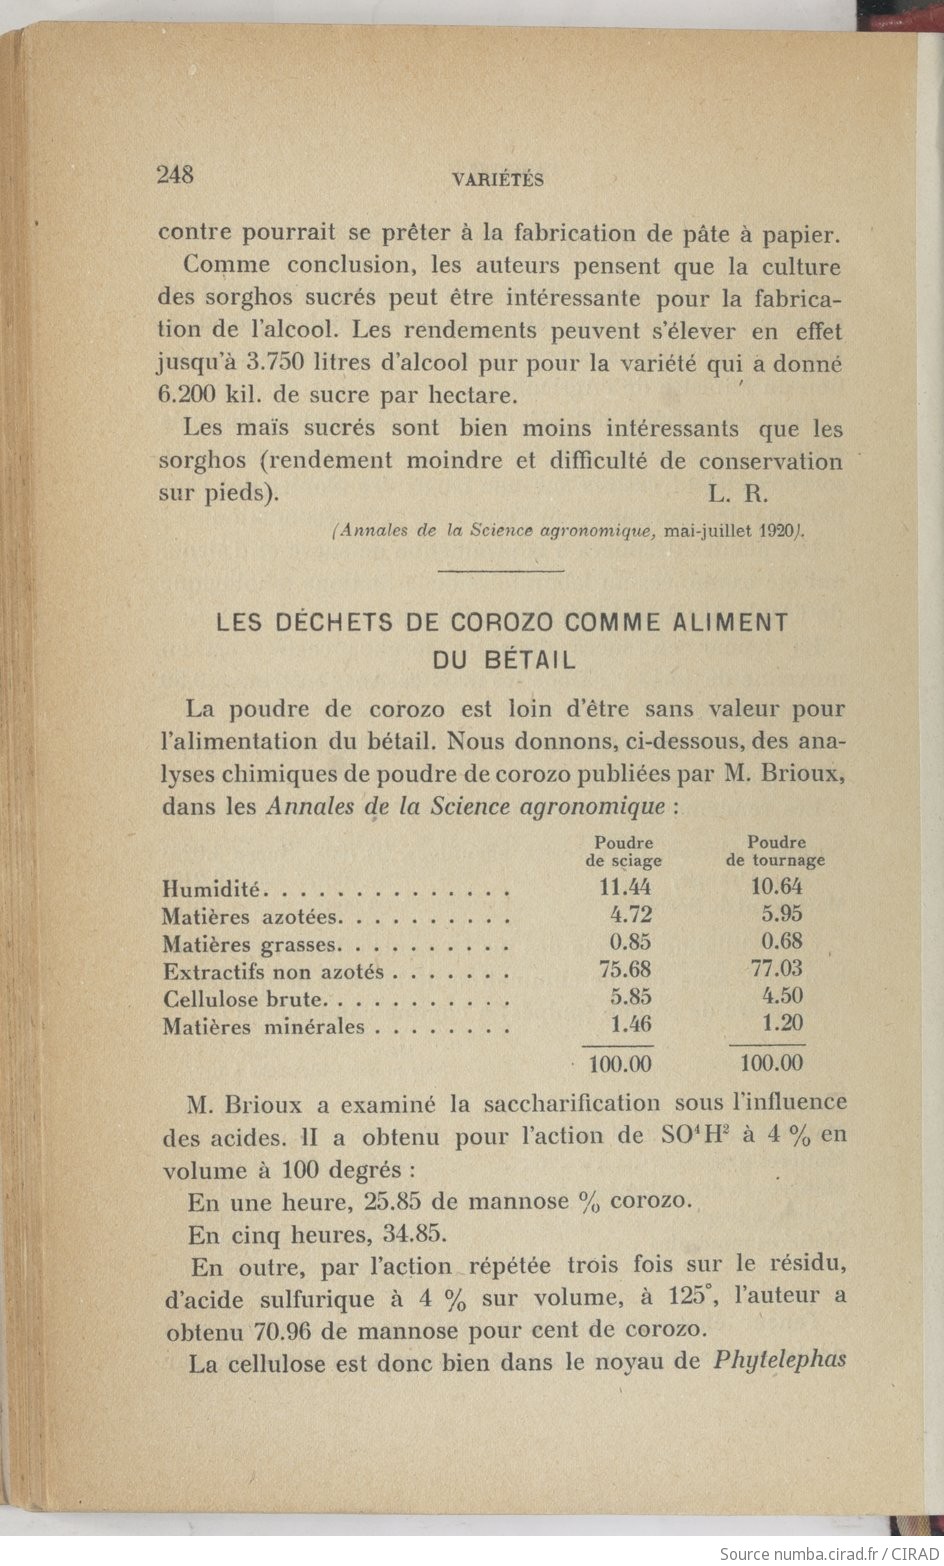 248
VARIÉTÉS
contre pourrait se prêter à la fabrication de pâte à papier.
Comme conclusion, les auteurs pensent que la culture
des sorghos sucrés peut être intéressante pour la fabrica-
tion de l'alcool. Les rendements peuvent s'élever en effet
jusqu'à 3.750 litres d'alcool pur pour la variété qui a donné
6.200 kil. de sucre par hectare.
Les maïs sucrés sont bien moins intéressants que les
sorghos (rendement moindre et difficulté de conservation
sur pieds). L. R.
(Annales de la Science agronomique, mai-juillet 1920).
LES DÉCHETS DE COROZO COMME ALIMENT
DU BÉTAIL
La poudre de corozo est loin d'être sans valeur pour
l'alimentation du bétail. Nous donnons, ci-dessous, des ana-
lyses chimiques de poudre de corozo publiées par M. Brioux,
dans les Annales de la Science agronomique :
Poudre Poudre
de sciage de tournage
Humidité. . . . . . . . . . . . . . 11.44 10.64
Matières azotées. . . . . . . . . . 4.72 5.95
Matières grasses. . . . . . . . . . 0.85 0.68
Extractifs non azotés . . . . . . . 75.68 77.03
Cellulose brute. . . . . . . . . . . 5.85 4.50
Matières minérales . . . . . . . . 1.46 1.20
100.00 100.00
M. Brioux a examiné la saccharification sous l'influence
des acides. Il a obtenu pour l'action de SO⁴H² à 4 % en
volume à 100 degrés :
En une heure, 25.85 de mannose % corozo.
En cinq heures, 34.85.
En outre, par l'action répétée trois fois sur le résidu,
d'acide sulfurique à 4 % sur volume, à 125°, l'auteur a
obtenu 70.96 de mannose pour cent de corozo.
La cellulose est donc bien dans le noyau de Phytelephas
Source numba.cirad.fr / CIRAD